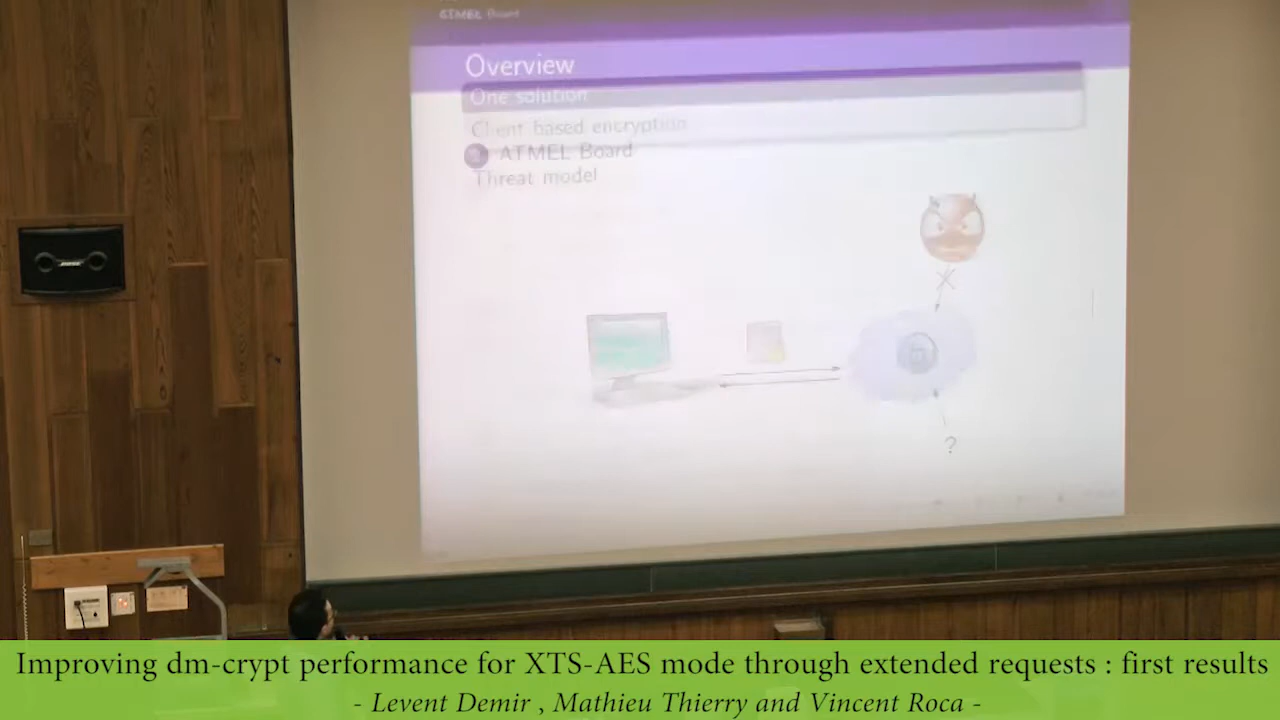 ATMEL Board
Overview
One solution
Client based encryption
ATMEL Board
Threat model
?
BOSE
Improving dm-crypt performance for XTS-AES mode through extended requests : first results
- Levent Demir , Mathieu Thierry and Vincent Roca -